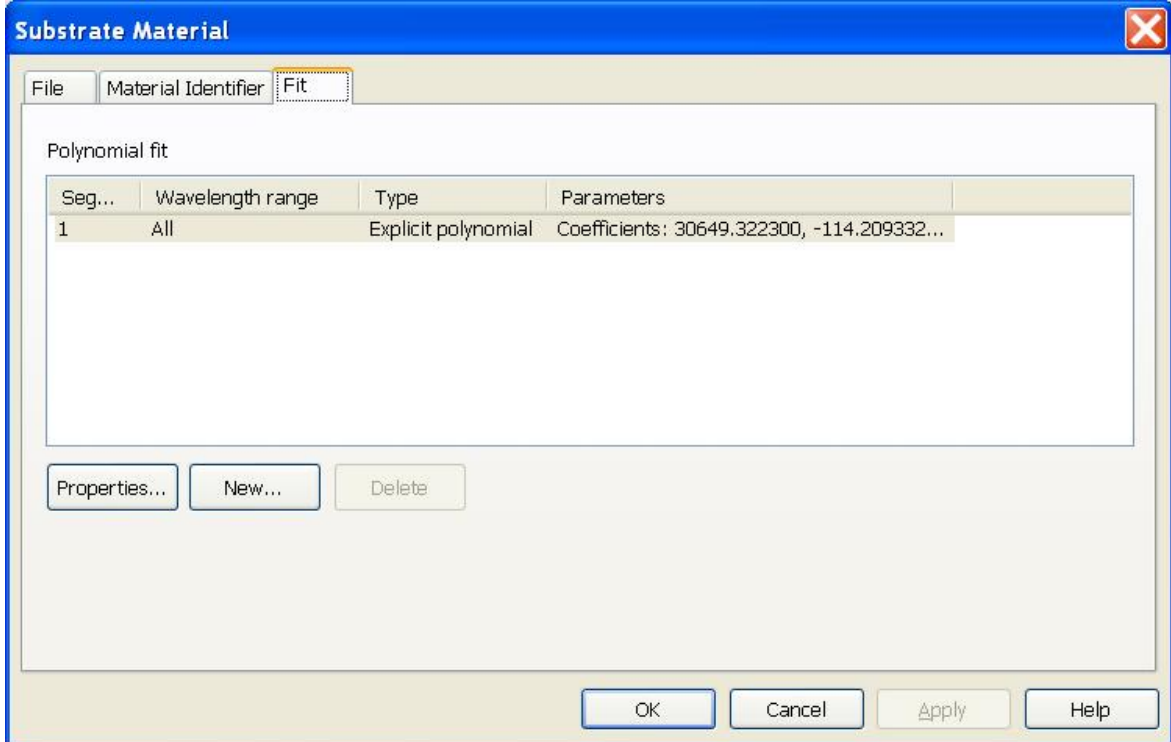 Substrate Material
File Material Identifier Fit
Polynomial fit
Seg... Wavelength range Type Parameters
1 All Explicit polynomial Coefficients: 30649.322300, -114.209332...
Properties... New... Delete
OK Cancel Apply Help